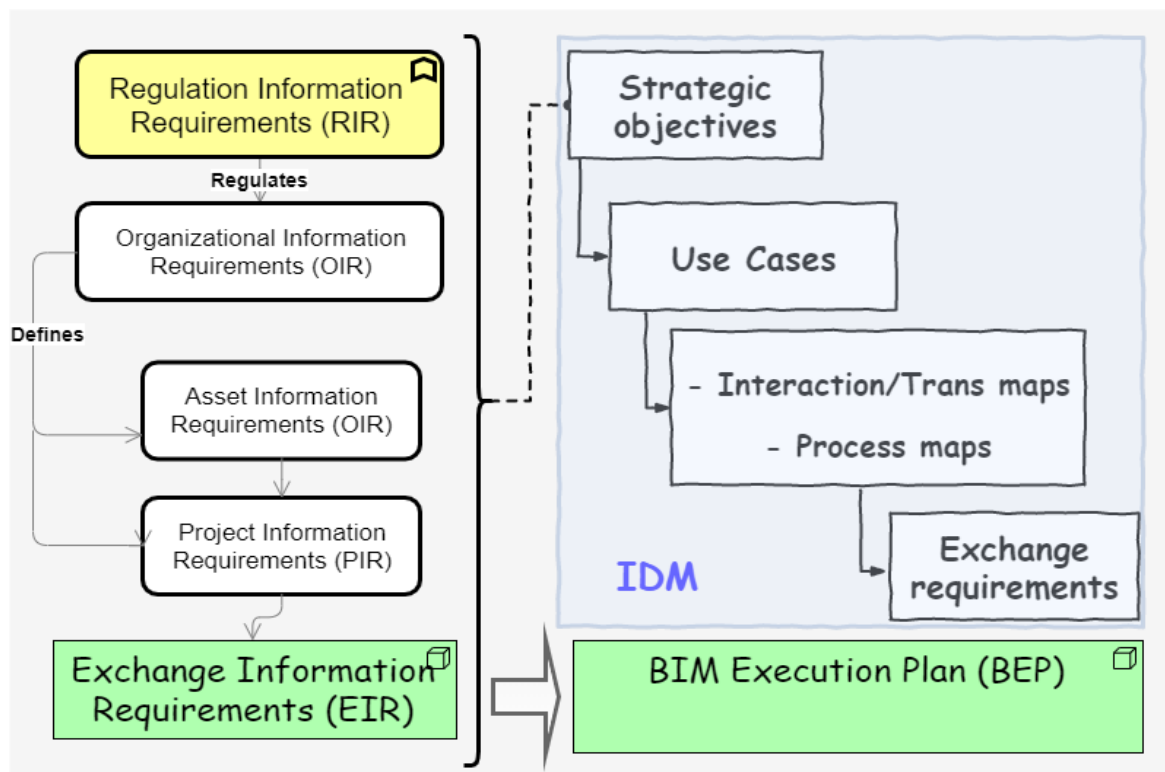 Regulation Information
Requirements (RIR)
Regulates
Organizational Information
Requirements (OIR)
Defines
Asset Information
Requirements (OIR)
Project Information
Requirements (PIR)
Exchange Information
Requirements (EIR)
Strategic
objectives
Use Cases
- Interaction/Trans maps
- Process maps
Exchange
requirements
IDM
BIM Execution Plan (BEP)